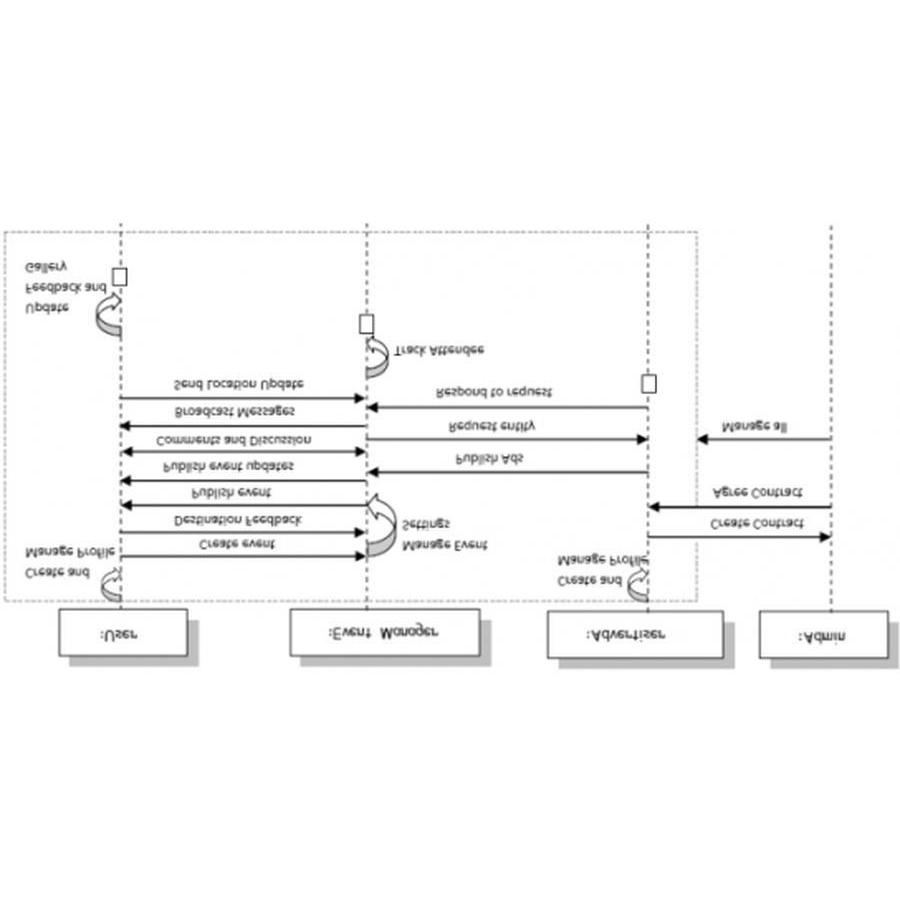 :User
:Event Manager
:Advertiser
:Admin
Create and
Manage Profile
Create and
Manage Profile
Create event
Manage Event
Settings
Create Contract
Destination Feedback
Publish event
Agree Contract
Publish event updates
Publish Ads
Comments and Discussion
Request entity
Manage all
Broadcast Messages
Respond to request
Send Location Update
Track Attendee
Update
Feedback and
Gallery